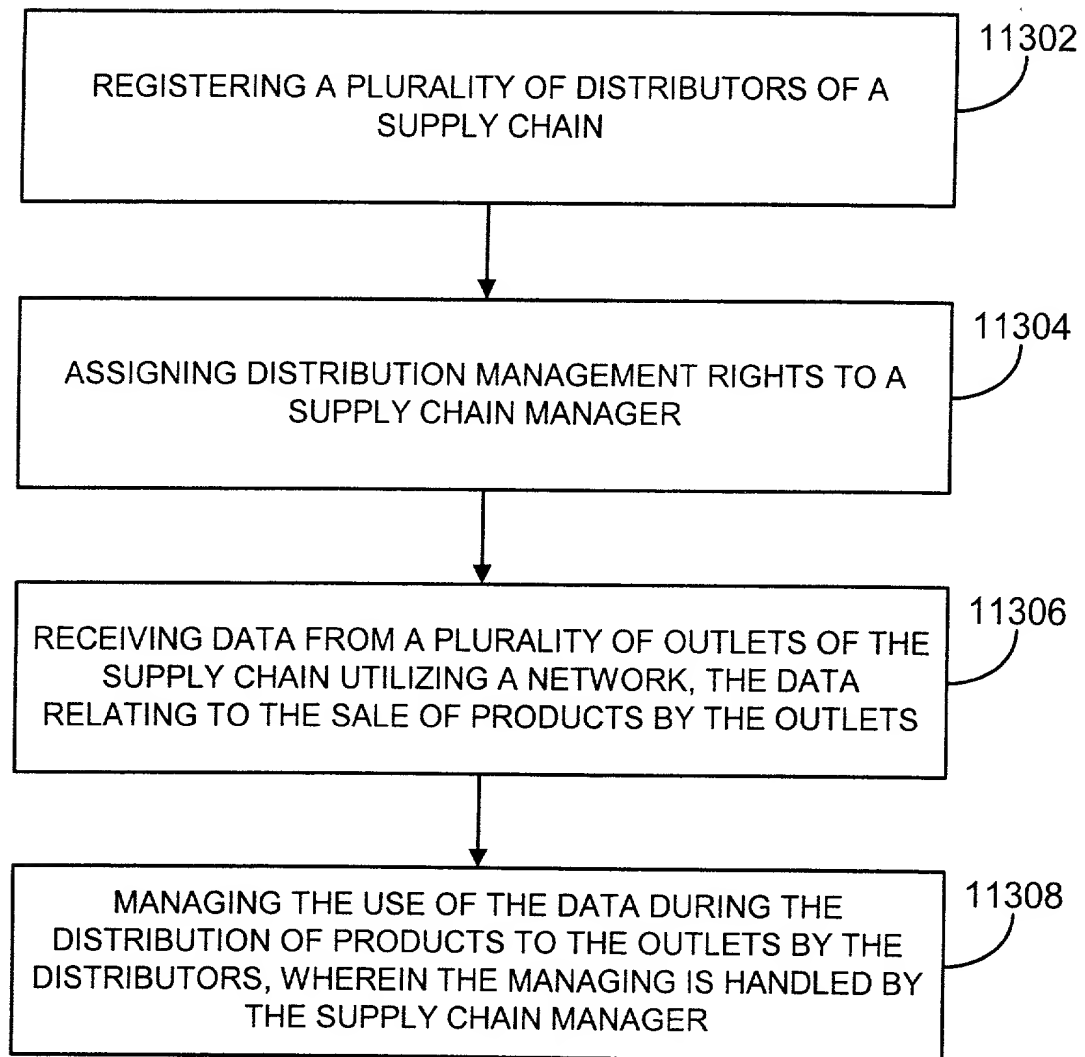 11302
REGISTERING A PLURALITY OF DISTRIBUTORS OF A
SUPPLY CHAIN
11304
ASSIGNING DISTRIBUTION MANAGEMENT RIGHTS TO A
SUPPLY CHAIN MANAGER
11306
RECEIVING DATA FROM A PLURALITY OF OUTLETS OF THE
SUPPLY CHAIN UTILIZING A NETWORK, THE DATA
RELATING TO THE SALE OF PRODUCTS BY THE OUTLETS
11308
MANAGING THE USE OF THE DATA DURING THE
DISTRIBUTION OF PRODUCTS TO THE OUTLETS BY THE
DISTRIBUTORS, WHEREIN THE MANAGING IS HANDLED BY
THE SUPPLY CHAIN MANAGER